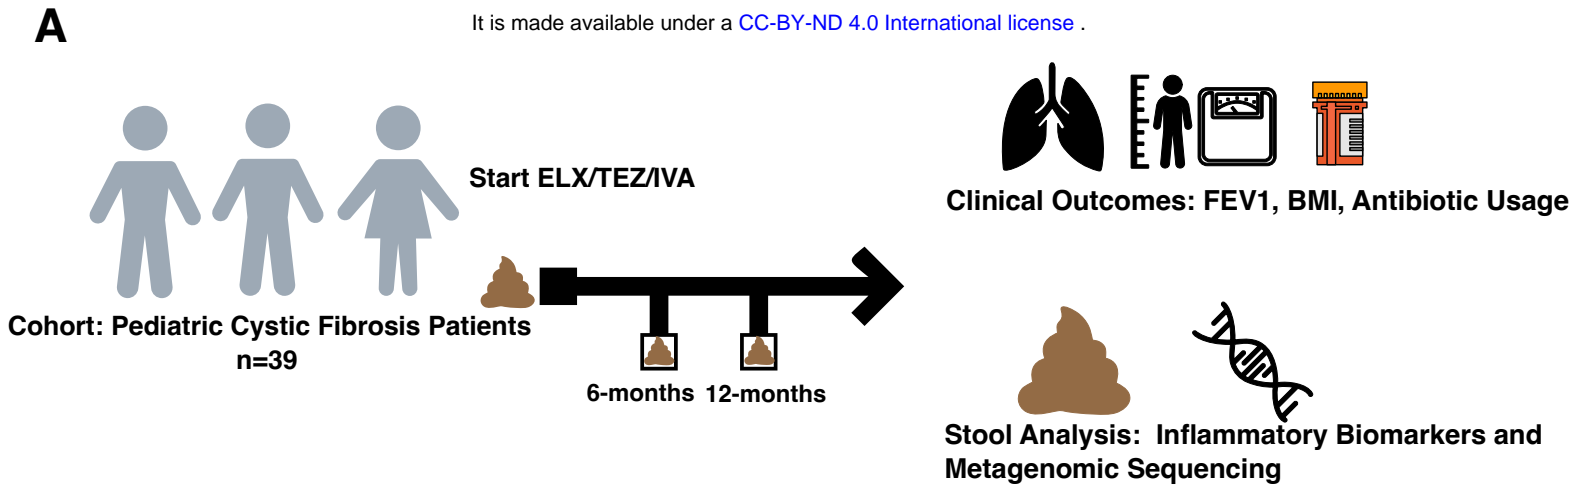 A
It is made available under a CC-BY-ND 4.0 International license .
Start ELX/TEZ/IVA
Cohort: Pediatric Cystic Fibrosis Patients
n=39
6-months 12-months
Clinical Outcomes: FEV1, BMI, Antibiotic Usage
Stool Analysis:  Inflammatory Biomarkers and
Metagenomic Sequencing